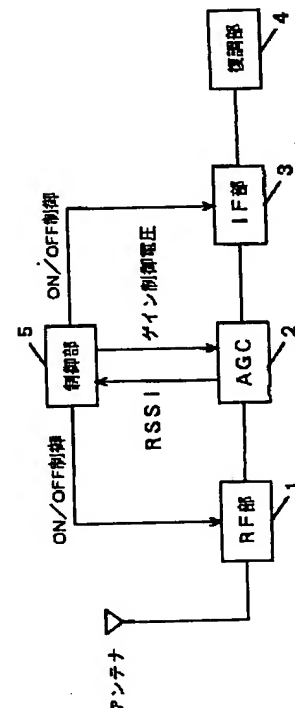 アンテナ
RF部
1
ON/OFF制御
制御部
5
RSSI
ゲイン制御電圧
AGC
2
ON/OFF制御
IF部
3
復調部
4